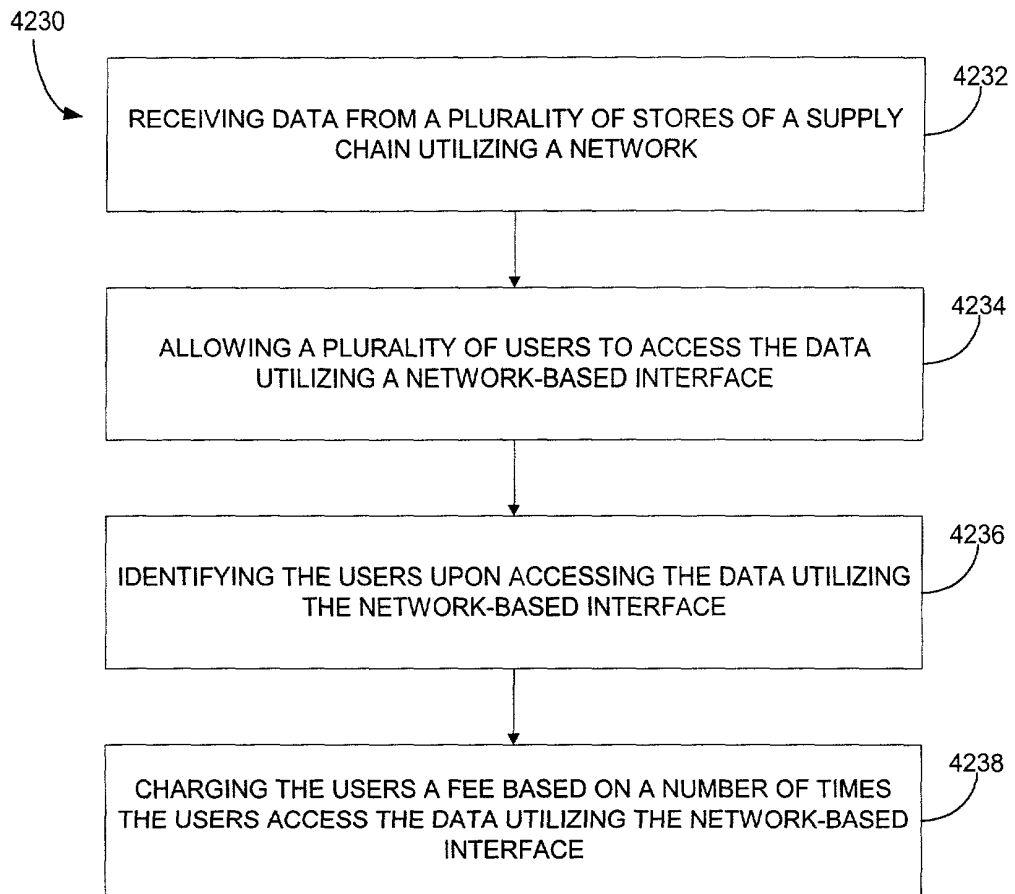 4230
4232
RECEIVING DATA FROM A PLURALITY OF STORES OF A SUPPLY
CHAIN UTILIZING A NETWORK
4234
ALLOWING A PLURALITY OF USERS TO ACCESS THE DATA
UTILIZING A NETWORK-BASED INTERFACE
4236
IDENTIFYING THE USERS UPON ACCESSING THE DATA UTILIZING
THE NETWORK-BASED INTERFACE
4238
CHARGING THE USERS A FEE BASED ON A NUMBER OF TIMES
THE USERS ACCESS THE DATA UTILIZING THE NETWORK-BASED
INTERFACE